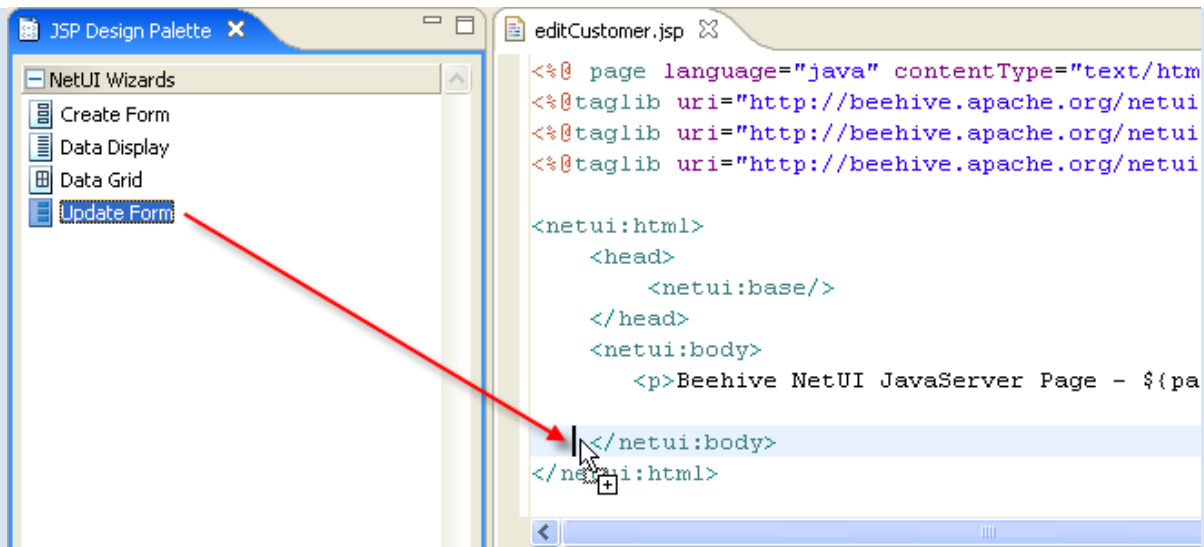 JSP Design Palette
NetUI Wizards
Create Form
Data Display
Data Grid
Update Form
editCustomer.jsp
<%@ page language="java" contentType="text/htm
<%@taglib uri="http://beehive.apache.org/netui
<%@taglib uri="http://beehive.apache.org/netui
<%@taglib uri="http://beehive.apache.org/netui
<netui:html>
<head>
<netui:base/>
</head>
<netui:body>
<p>Beehive NetUI JavaServer Page - ${pa
</netui:body>
</netui:html>